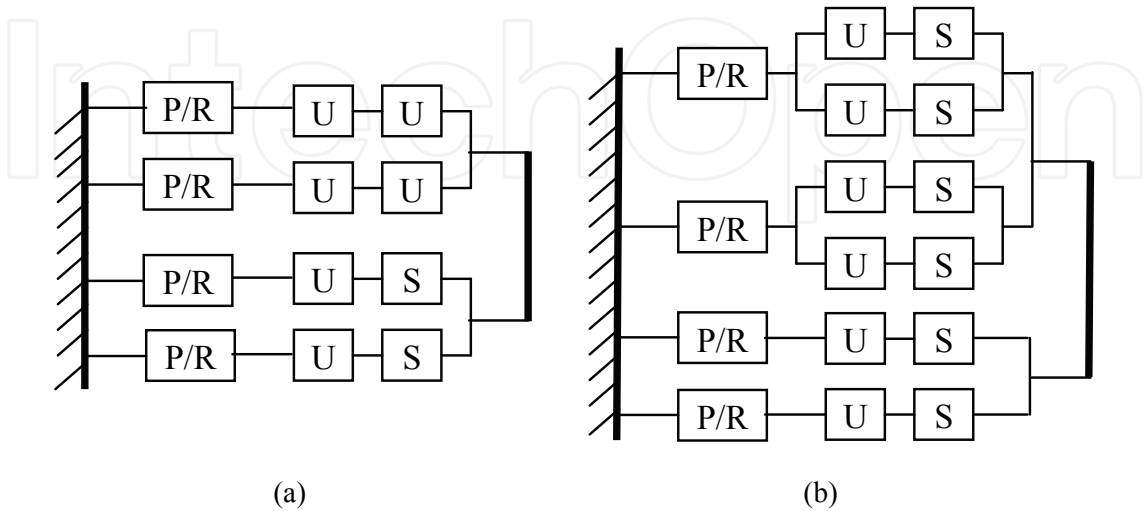 IntechOpen
P/R U U
P/R U U
P/R U S
P/R U S
(a)
P/R U S
U S
P/R U S
U S
P/R U S
P/R U S
(b)